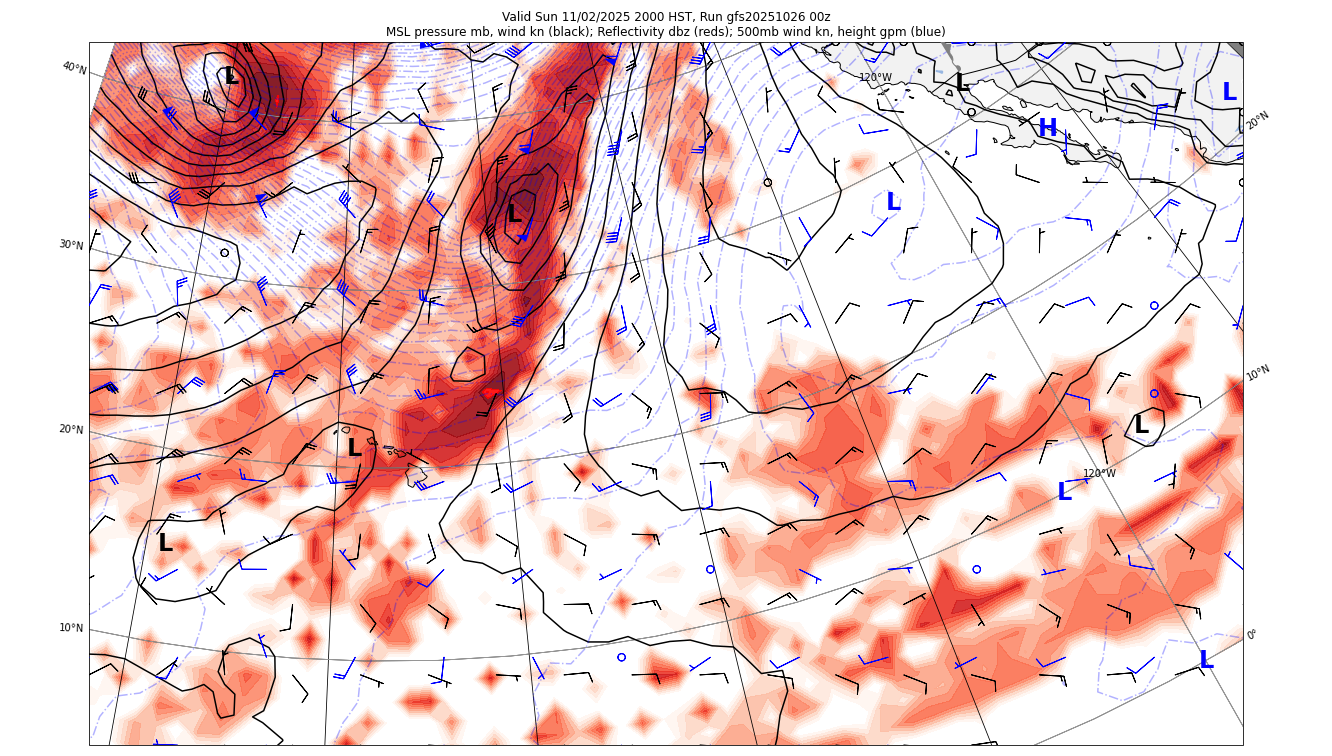 Valid Sun 11/02/2025 2000 HST, Run gfs20251026 00z
MSL pressure mb, wind kn (black); Reflectivity dbz (reds); 500mb wind kn, height gpm (blue)
40°N
L
120°W
L
L
20°N
H
L
L
30°N
10°N
20°N
L
L
120°W
L
L
10°N
0°
L